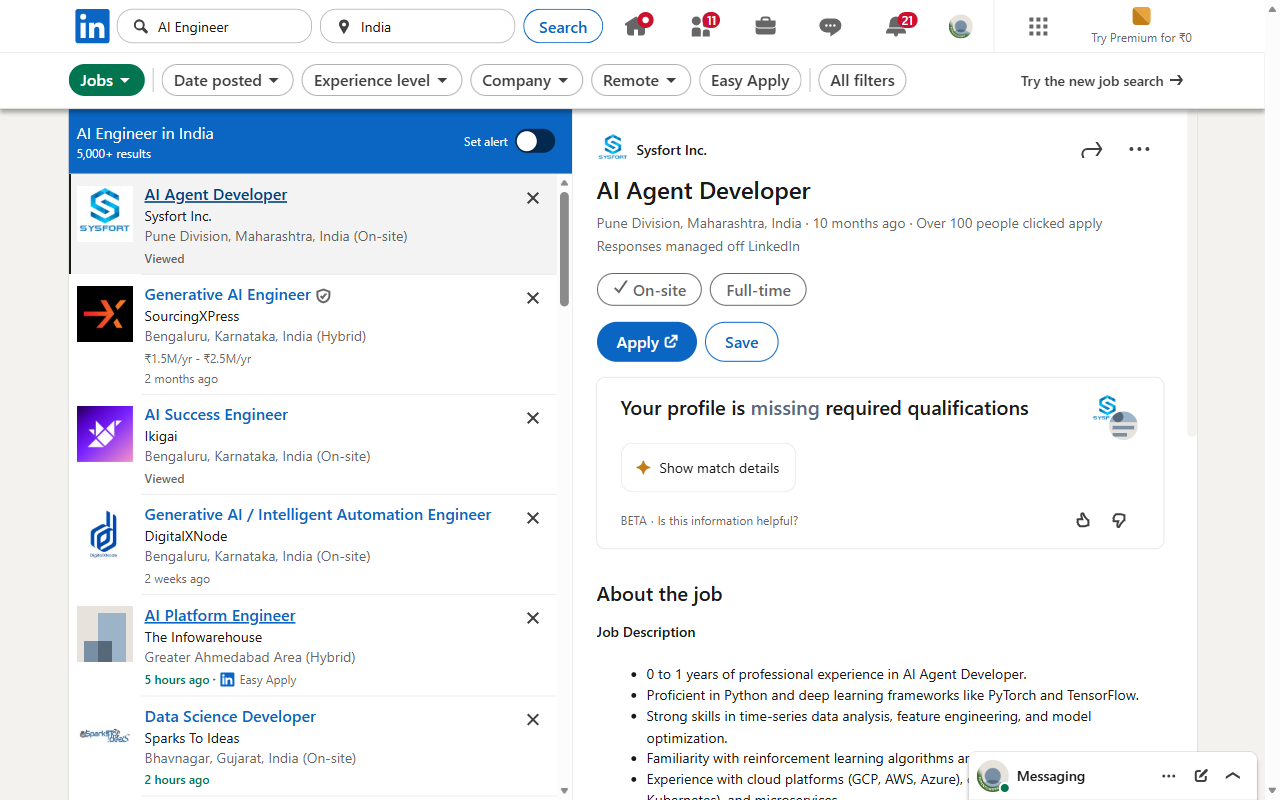 in
AI Engineer
India
Search
11
21
Try Premium for ₹0
Jobs
Date posted
Experience level
Company
Remote
Easy Apply
All filters
Try the new job search
AI Engineer in India
5,000+ results
Set alert
SYSFORT
AI Agent Developer
Sysfort Inc.
Pune Division, Maharashtra, India (On-site)
Viewed
Generative AI Engineer
SourcingXPress
Bengaluru, Karnataka, India (Hybrid)
₹1.5M/yr - ₹2.5M/yr
2 months ago
AI Success Engineer
Ikigai
Bengaluru, Karnataka, India (On-site)
Viewed
Generative AI / Intelligent Automation Engineer
DigitalXNode
DigitalXNode
Bengaluru, Karnataka, India (On-site)
2 weeks ago
AI Platform Engineer
The Infowarehouse
Greater Ahmedabad Area (Hybrid)
5 hours ago · in Easy Apply
Data Science Developer
Sparks To Ideas
Bhavnagar, Gujarat, India (On-site)
2 hours ago
SYSFORT
Sysfort Inc.
AI Agent Developer
Pune Division, Maharashtra, India · 10 months ago · Over 100 people clicked apply
Responses managed off LinkedIn
On-site
Full-time
Apply
Save
Your profile is missing required qualifications
Show match details
BETA · Is this information helpful?
About the job
Job Description
• 0 to 1 years of professional experience in AI Agent Developer.
• Proficient in Python and deep learning frameworks like PyTorch and TensorFlow.
• Strong skills in time-series data analysis, feature engineering, and model
optimization.
• Familiarity with reinforcement learning algorithms
• Experience with cloud platforms (GCP, AWS, Azure),
Kubernetes), and microservices
Messaging